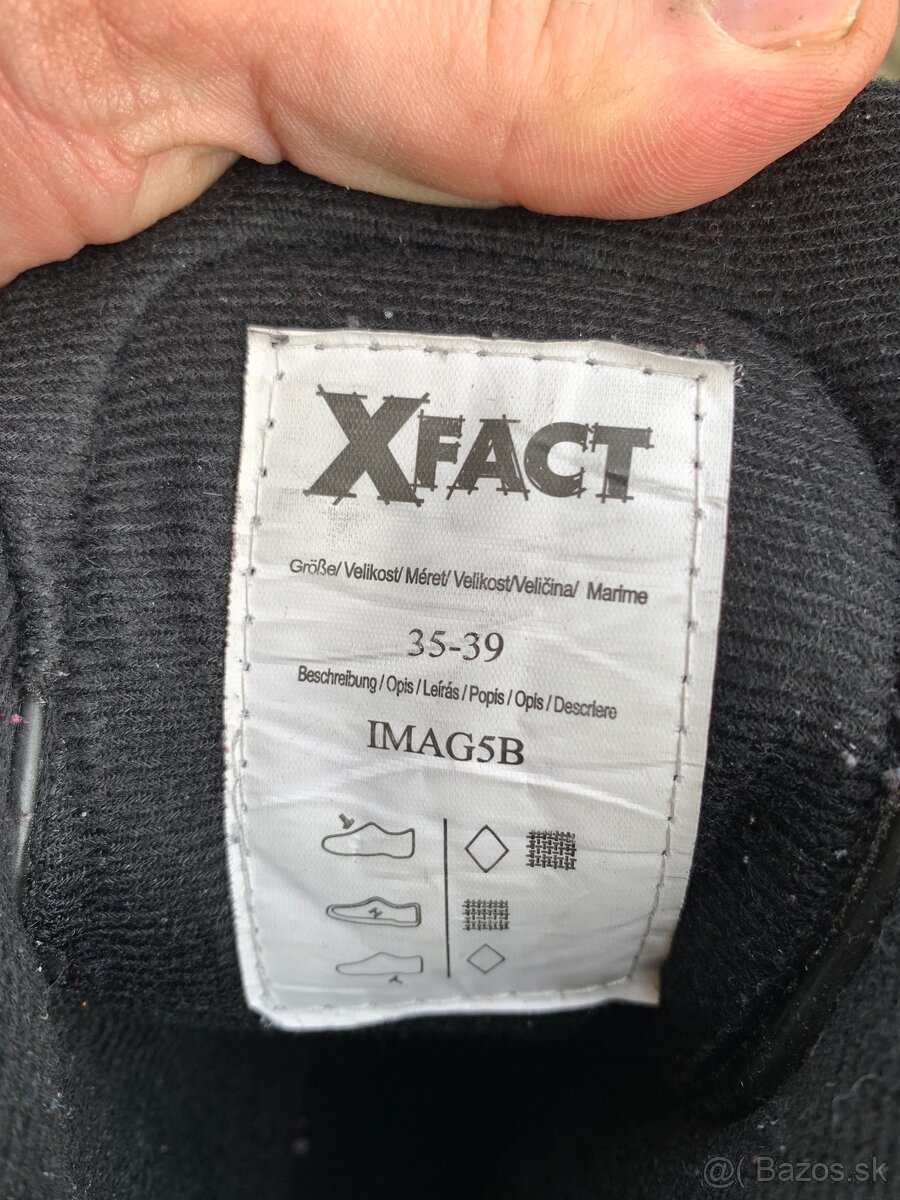 XFACT
Größe/ Velikost/ Méret/ Velikost/Veličina/ Marime
35-39
Beschreibung / Opis / Leírás / Popis / Opis / Descriere
IMAG5B
@( Bazos.sk